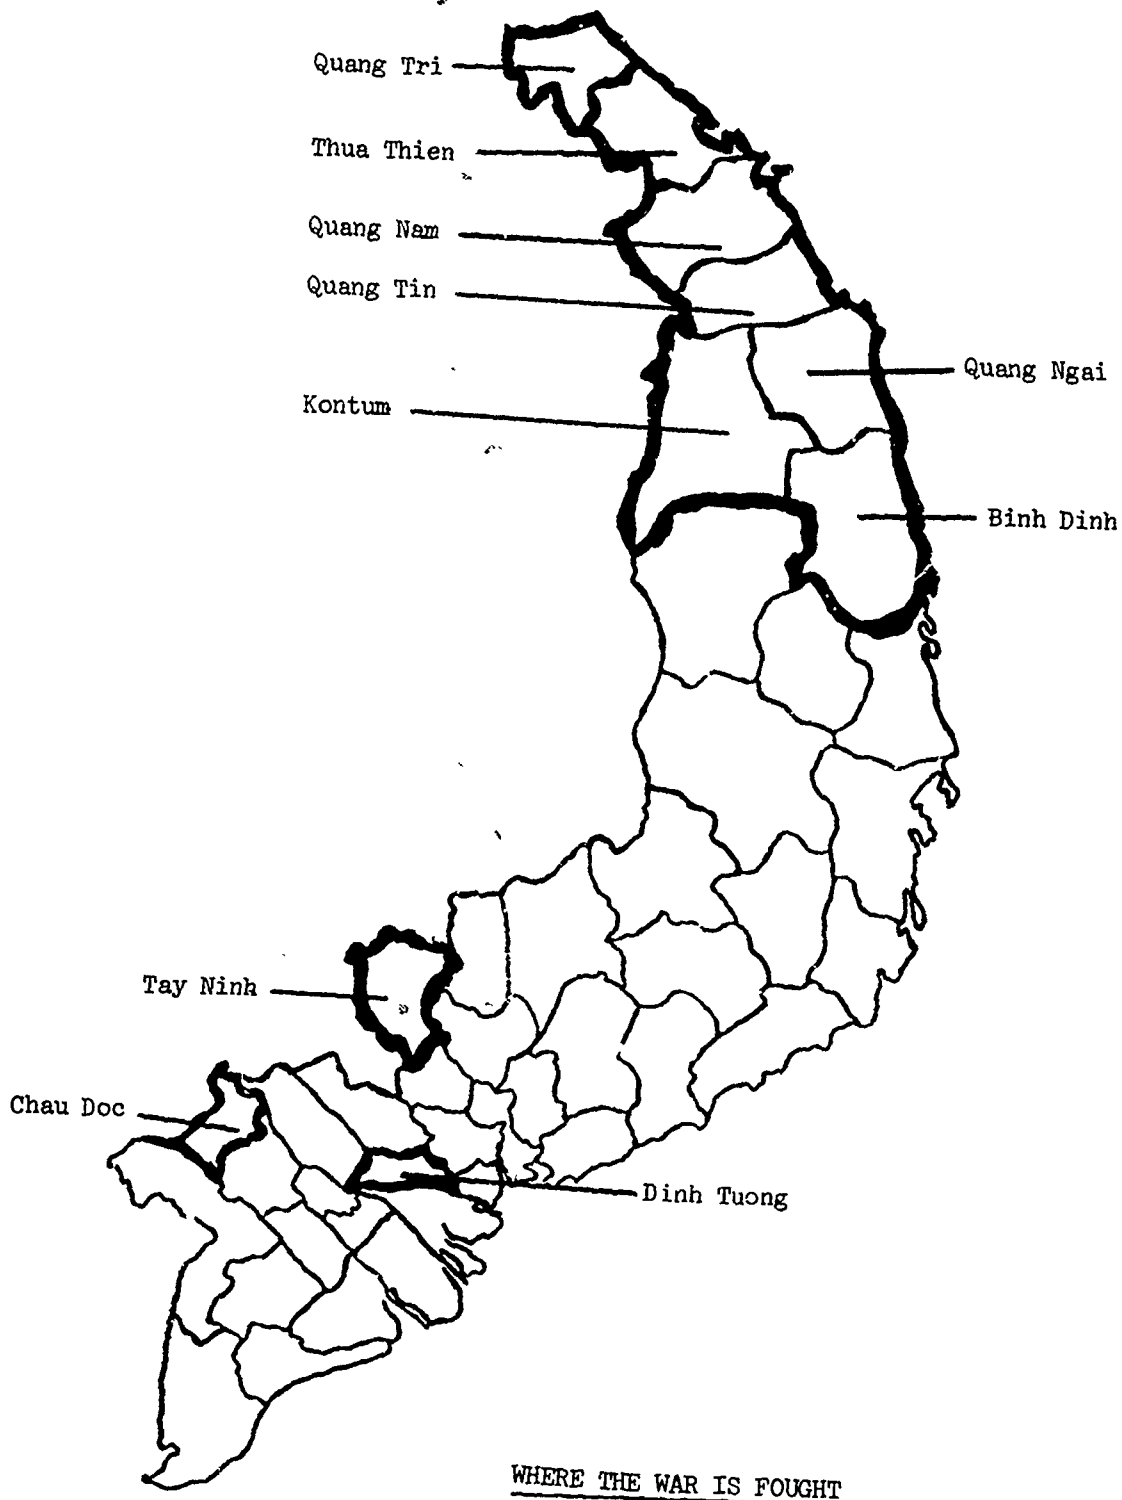 Quang Tri
Thua Thien
Quang Nam
Quang Tin
Quang Ngai
Kontum
Binh Dinh
Tay Ninh
Chau Doc
Dinh Tuong
WHERE THE WAR IS FOUGHT